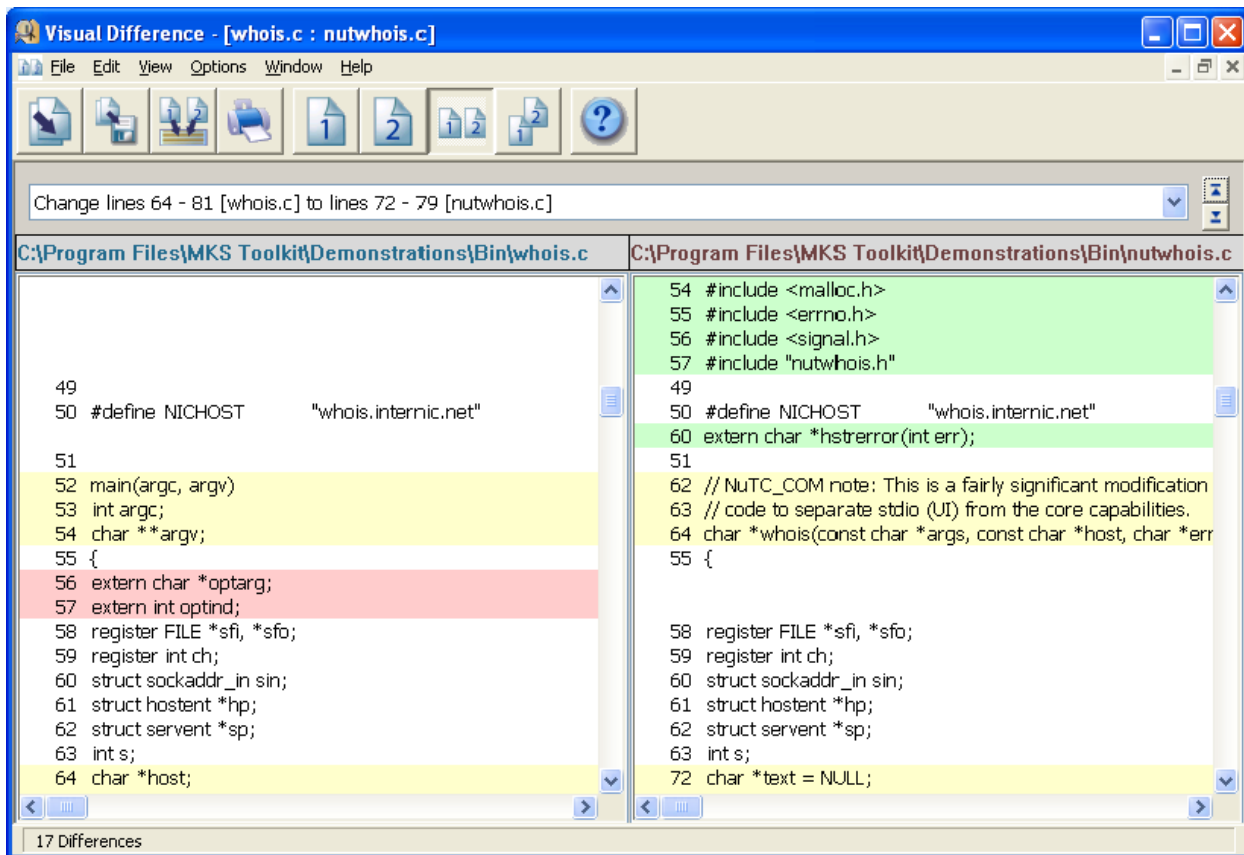 Visual Difference - [whois.c : nutwhois.c]
File Edit View Options Window Help
1 2 1 2 1 2 1 2 ?
Change lines 64 - 81 [whois.c] to lines 72 - 79 [nutwhois.c]
C:\Program Files\MKS Toolkit\Demonstrations\Bin\whois.c
49
50 #define NICHOST "whois.internic.net"
51
52 main(argc, argv)
53 int argc;
54 char **argv;
55 {
56 extern char *optarg;
57 extern int optind;
58 register FILE *sfi, *sfo;
59 register int ch;
60 struct sockaddr_in sin;
61 struct hostent *hp;
62 struct servent *sp;
63 int s;
64 char *host;
C:\Program Files\MKS Toolkit\Demonstrations\Bin\nutwhois.c
54 #include <malloc.h>
55 #include <errno.h>
56 #include <signal.h>
57 #include "nutwhois.h"
49
50 #define NICHOST "whois.internic.net"
60 extern char *hstrerror(int err);
51
62 // NuTC_COM note: This is a fairly significant modification
63 // code to separate stdio (UI) from the core capabilities.
64 char *whois(const char *args, const char *host, char *err
55 {
58 register FILE *sfi, *sfo;
59 register int ch;
60 struct sockaddr_in sin;
61 struct hostent *hp;
62 struct servent *sp;
63 int s;
72 char *text = NULL;
17 Differences